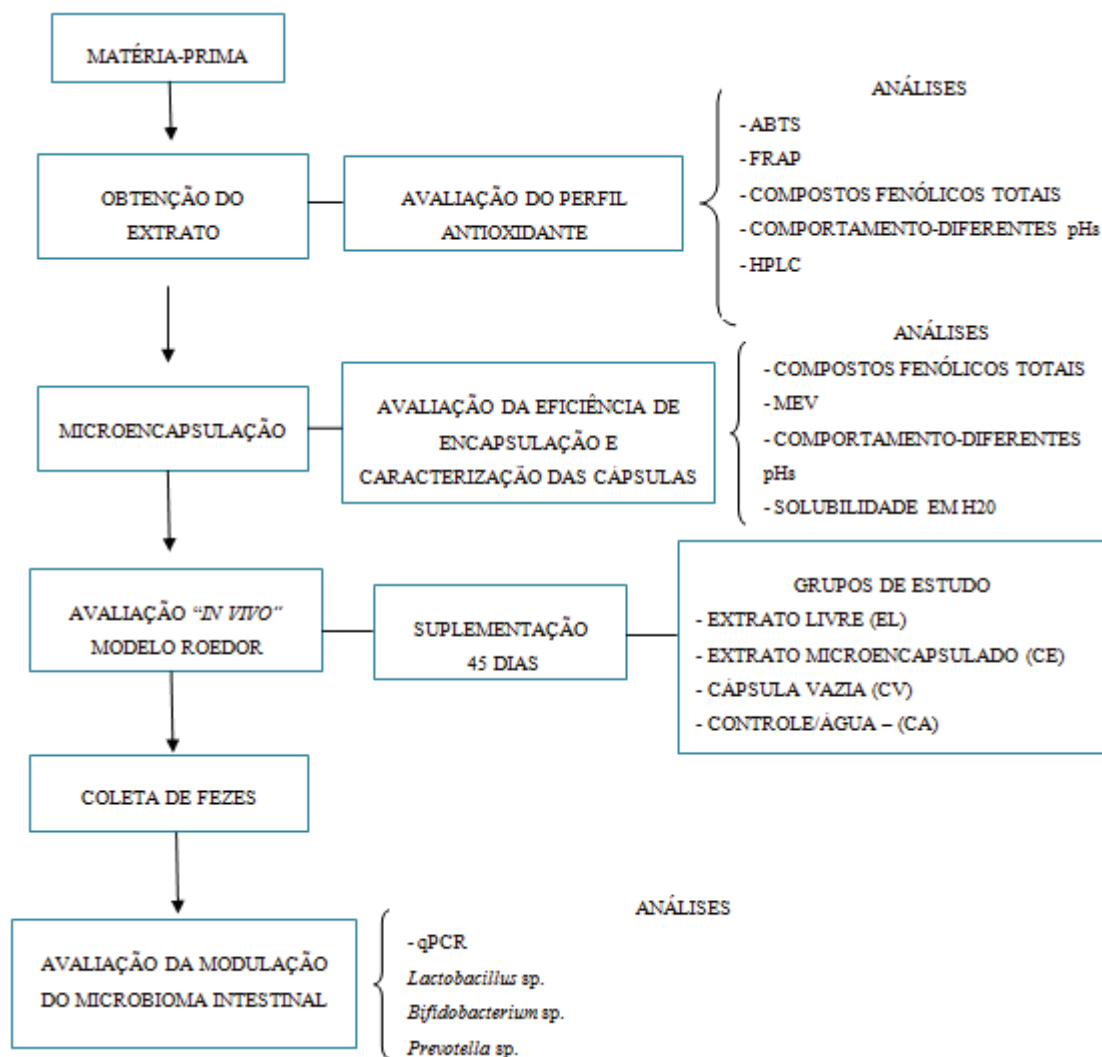 MATÉRIA-PRIMA
OBTENÇÃO DO
EXTRATO
AVALIAÇÃO DO PERFIL
ANTIOXIDANTE
ANÁLISES
- ABTS
- FRAP
- COMPOSTOS FENÓLICOS TOTAIS
- COMPORTAMENTO-DIFERENTES pHs
- HPLC
MICROENCAPSULAÇÃO
AVALIAÇÃO DA EFICIÊNCIA DE
ENCAPSULAÇÃO E
CARACTERIZAÇÃO DAS CÁPSULAS
ANÁLISES
- COMPOSTOS FENÓLICOS TOTAIS
- MEV
- COMPORTAMENTO-DIFERENTES
pHs
- SOLUBILIDADE EM H20
AVALIAÇÃO “IN VIVO”
MODELO ROEDOR
SUPLEMENTAÇÃO
45 DIAS
GRUPOS DE ESTUDO
- EXTRATO LIVRE (EL)
- EXTRATO MICROENCAPSULADO (CE)
- CÁPSULA VAZIA (CV)
- CONTROLE/ÁGUA – (CA)
COLETA DE FEZES
AVALIAÇÃO DA MODULAÇÃO
DO MICROBIOMA INTESTINAL
ANÁLISES
- qPCR
Lactobacillus sp.
Bifidobacterium sp.
Prevotella sp.